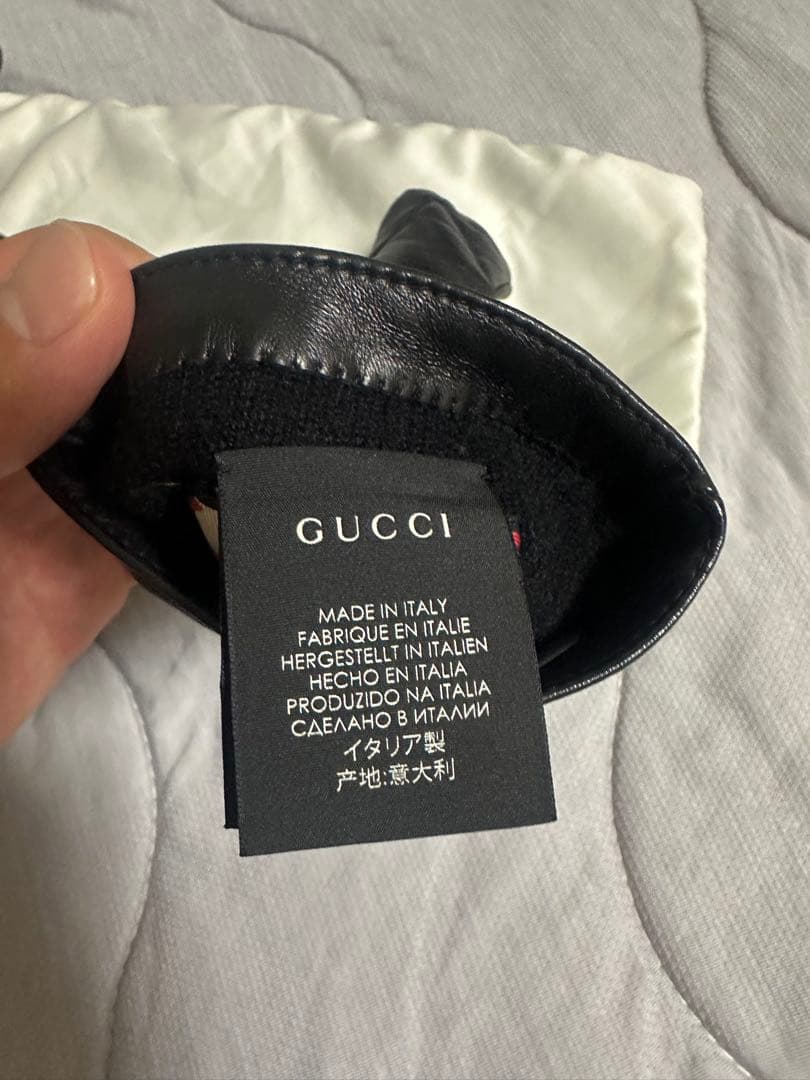 GUCCI
MADE IN ITALY
FABRIQUE EN ITALIE
HERGESTELLT IN ITALIEN
HECHO EN ITALIA
PRODUZIDO NA ITALIA
СДЕЛАНО В ИТАЛИИ
イタリア製
产地:意大利